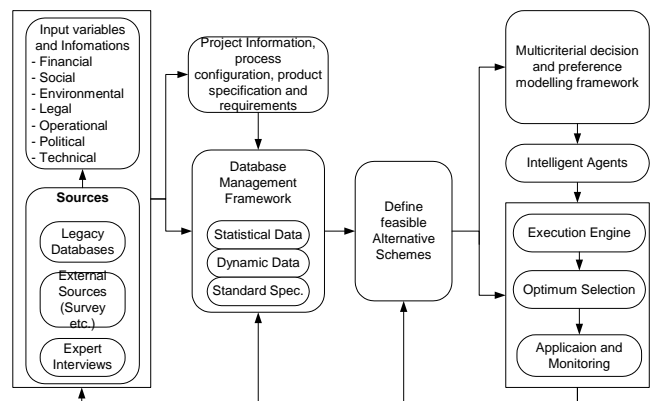 Input variables
and Infomations
- Financial
- Social
- Environmental
- Legal
- Operational
- Political
- Technical
Sources
Legacy
Databases
External
Sources
(Survey
etc.)
Expert
Interviews
Project Information,
process
configuration, product
specification and
requirements
Database
Management
Framework
Statistical Data
Dynamic Data
Standard Spec.
Define
feasible
Alternative
Schemes
Multicriterial decision
and preference
modelling framework
Intelligent Agents
Execution Engine
Optimum Selection
Applicaion and
Monitoring